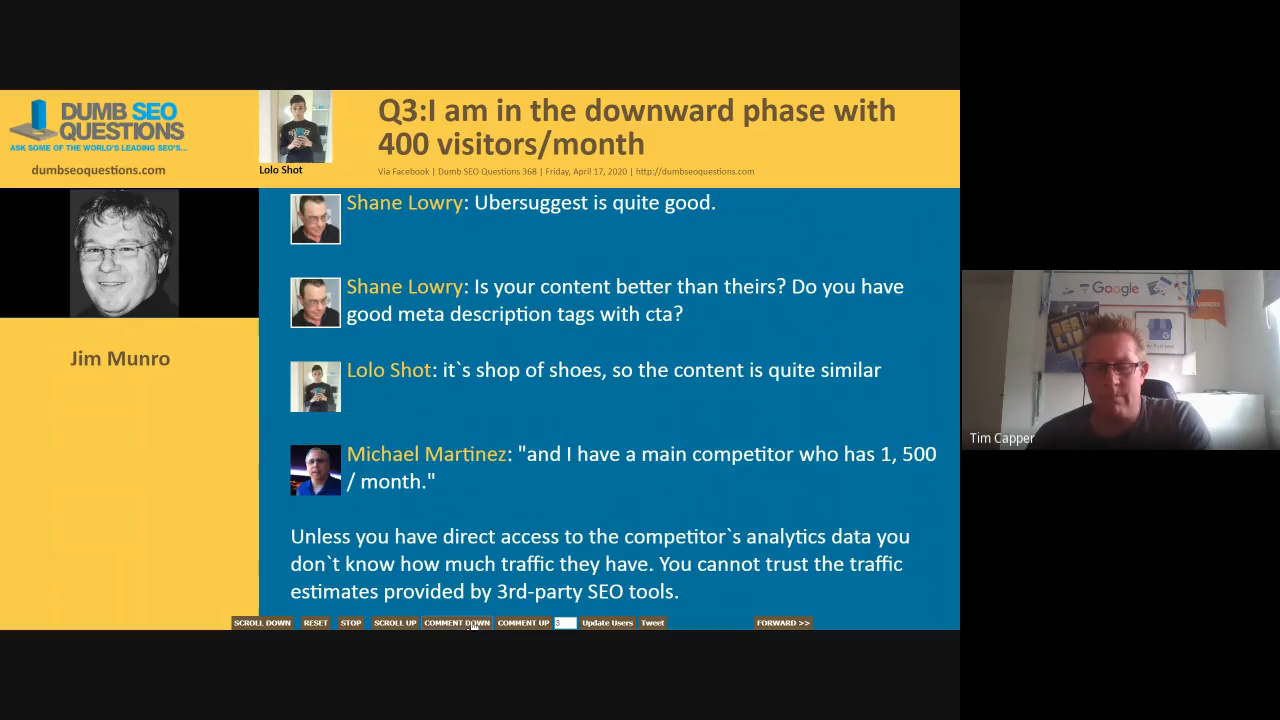 DUMB SEO
QUESTIONS
ASK SOME OF THE WORLD'S LEADING SEO'S...
dumbseoquestions.com
Lolo Shot
Q3:I am in the downward phase with
400 visitors/month
Via Facebook | Dumb SEO Questions 368 | Friday, April 17, 2020 | http://dumbseoquestions.com
Jim Munro
Shane Lowry: Ubersuggest is quite good.
Shane Lowry: Is your content better than theirs? Do you have
good meta description tags with cta?
Lolo Shot: it`s shop of shoes, so the content is quite similar
Michael Martinez: "and I have a main competitor who has 1, 500
/ month."
Unless you have direct access to the competitor`s analytics data you
don`t know how much traffic they have. You cannot trust the traffic
estimates provided by 3rd-party SEO tools.
SCROLL DOWN RESET STOP SCROLL UP COMMENT DOWN COMMENT UP 3 Update Users Tweet FORWARD >>
Google
Tim Capper